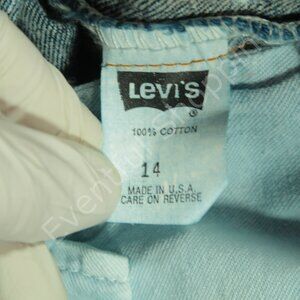 LEVI'S
®
100% COTTON
14
MADE IN U.S.A.
CARE ON REVERSE